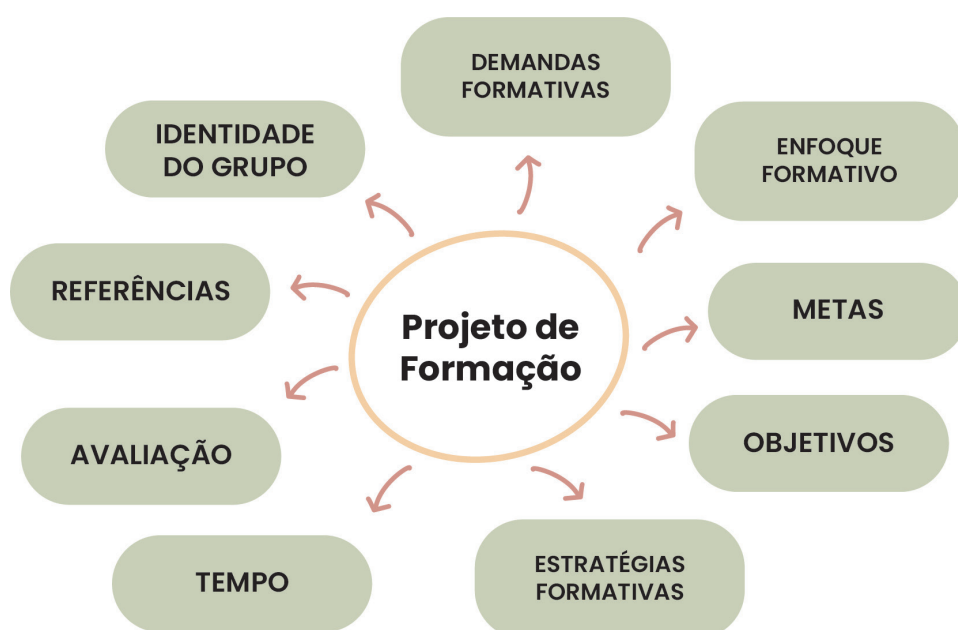 DEMANDAS
FORMATIVAS
IDENTIDADE
DO GRUPO
ENFOQUE
FORMATIVO
REFERÊNCIAS
METAS
Projeto de
Formação
AVALIAÇÃO
OBJETIVOS
TEMPO
ESTRATÉGIAS
FORMATIVAS